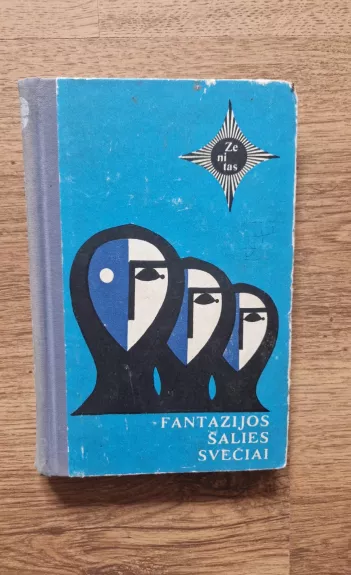 Ze
ni
tas
FANTAZIJOS
ŠALIES
SVEČIAI